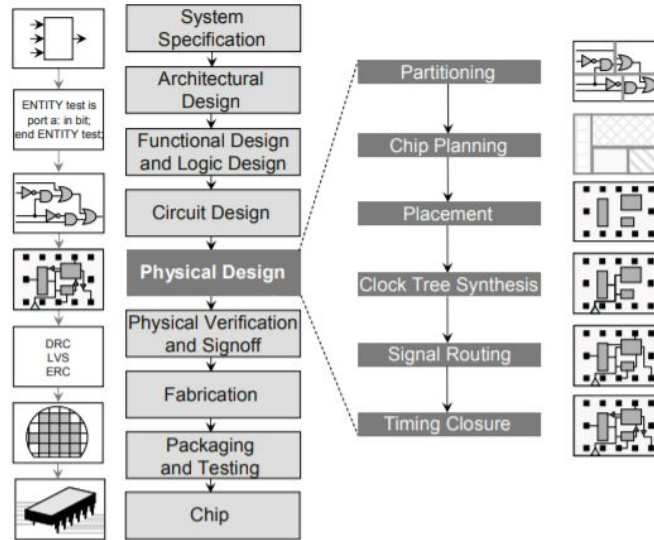 System
Specification
Architectural
Design
Functional Design
and Logic Design
Circuit Design
Physical Design
Physical Verification
and Signoff
Fabrication
Packaging
and Testing
Chip
ENTITY test is
port a: in bit;
end ENTITY test;
DRC
LVS
ERC
Partitioning
Chip Planning
Placement
Clock Tree Synthesis
Signal Routing
Timing Closure